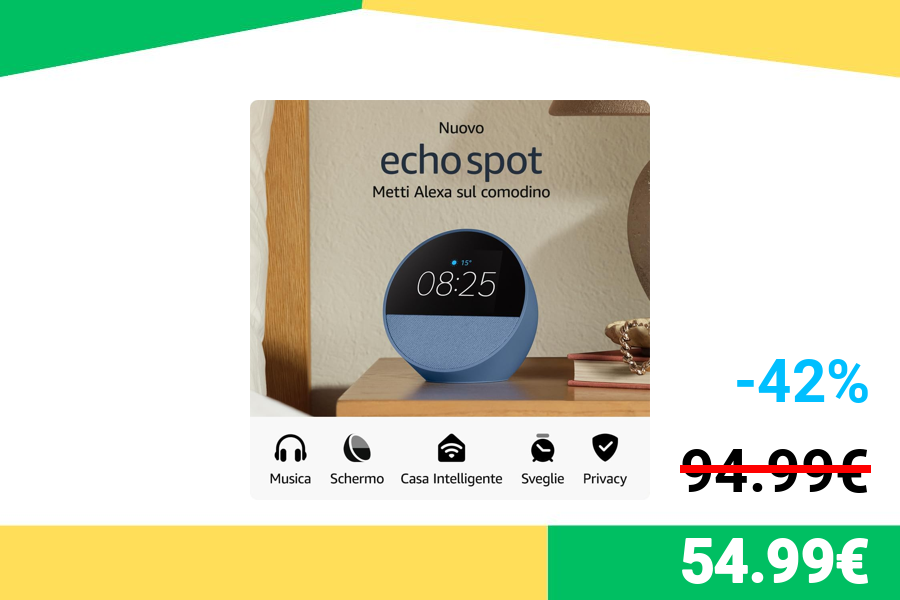 Nuovo
echo spot
Metti Alexa sul comodino
15°
08:25
Musica
Schermo
Casa Intelligente
Sveglie
Privacy
-42%
94.99€
54.99€